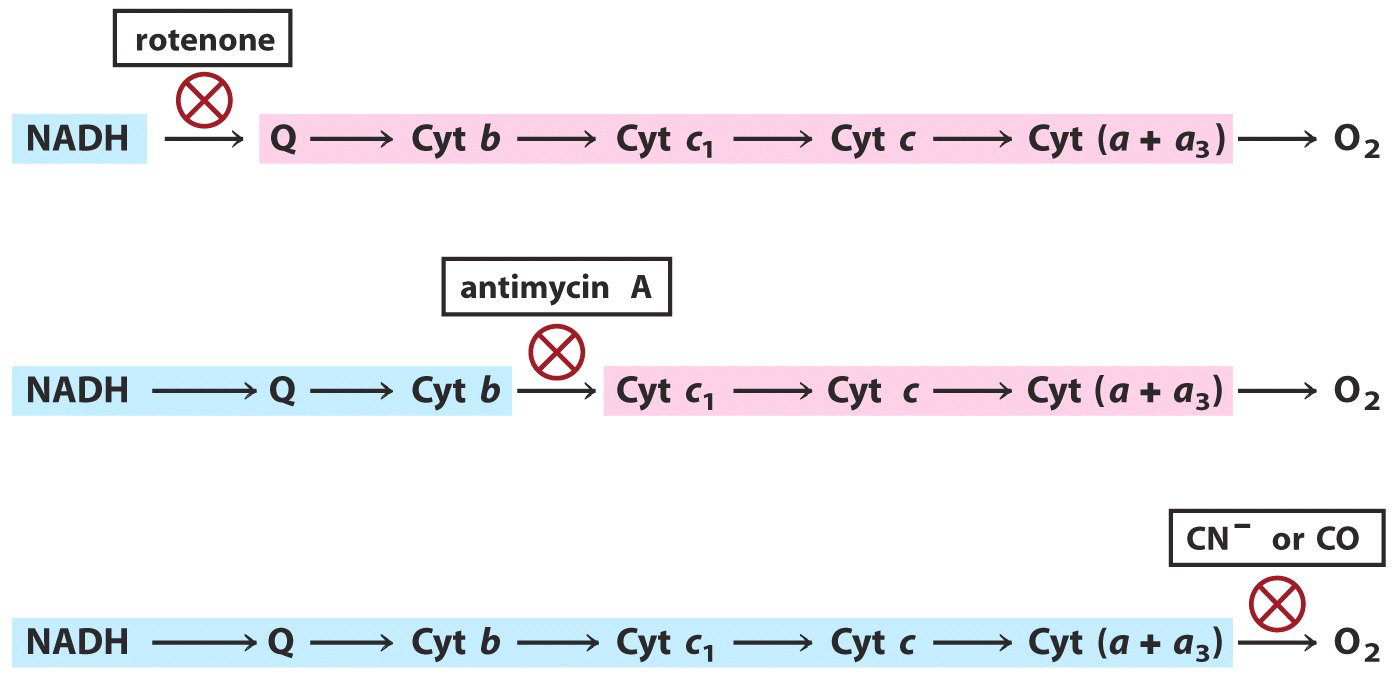 rotenone
NADH → Q → Cyt b → Cyt c₁ → Cyt c → Cyt (a + a₃) → O₂
antimycin A
NADH → Q → Cyt b → Cyt c₁ → Cyt c → Cyt (a + a₃) → O₂
CN⁻ or CO
NADH → Q → Cyt b → Cyt c₁ → Cyt c → Cyt (a + a₃) → O₂